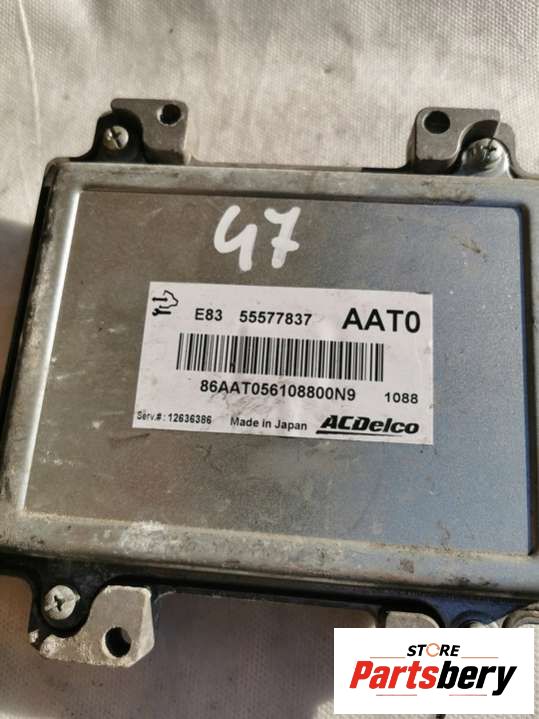 47
E83 55577837 AAT0
86AAT056108800N9 1088
Serv.#: 12636386 Made in Japan ACDelco
STORE
Partsbery